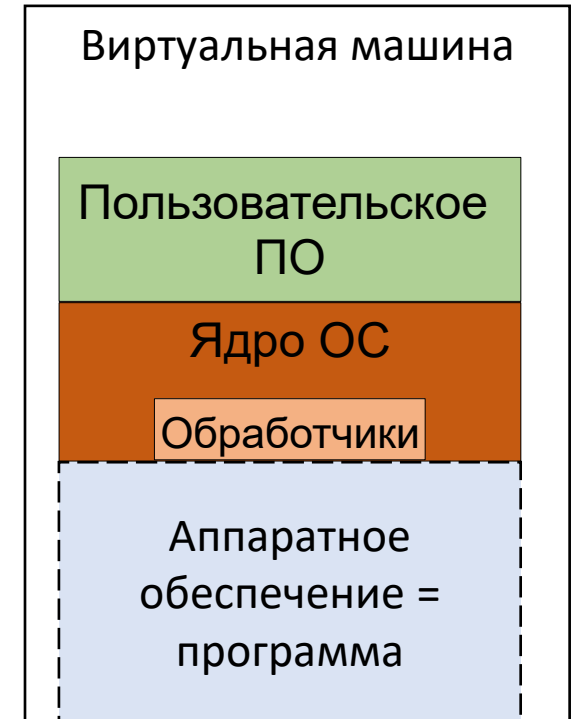 Виртуальная машина
Пользовательское
ПО
Ядро ОС
Обработчики
Аппаратное
обеспечение =
программа